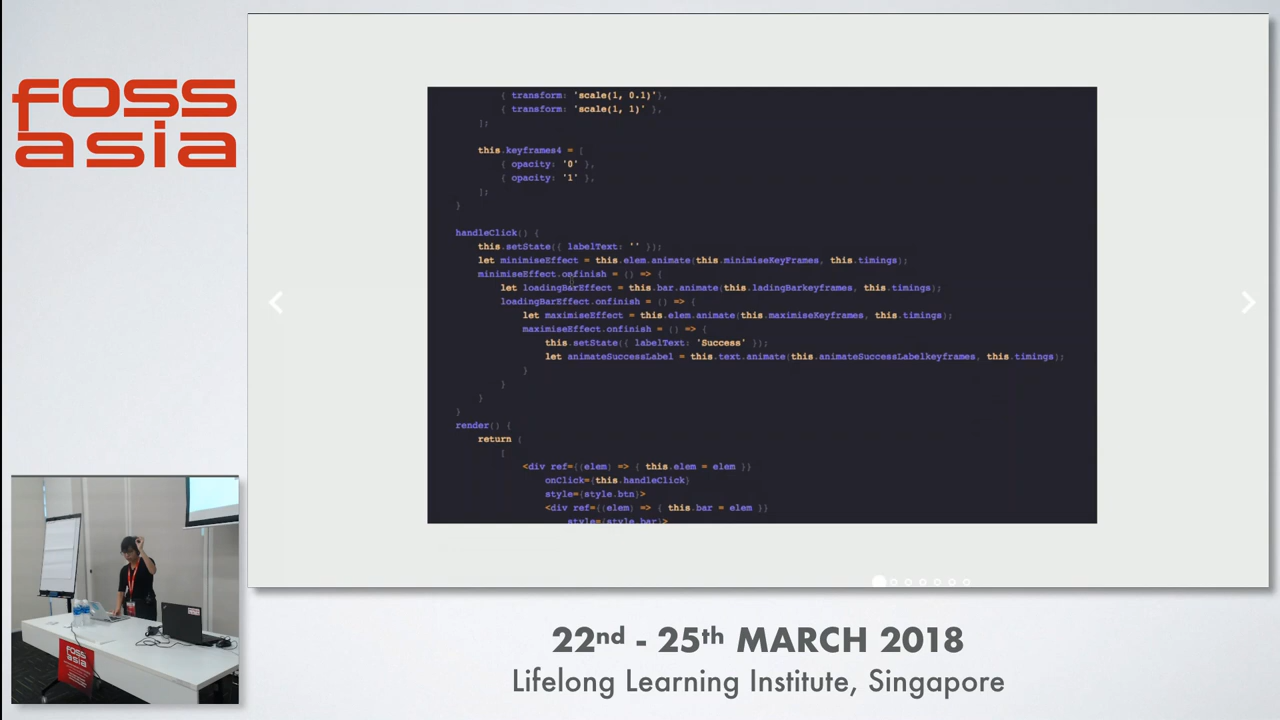 foss
asia
{ transform: 'scale(1, 0.1)'},
{ transform: 'scale(1, 1)' },
];
this.keyframes4 = [
{ opacity: '0' },
{ opacity: '1' },
];
}
handleClick() {
this.setState({ labelText: '' });
let minimiseEffect = this.elem.animate(this.minimiseKeyFrames, this.timings);
minimiseEffect.onfinish = () => {
let loadingBarEffect = this.bar.animate(this.ladingBarkeyframes, this.timings);
loadingBarEffect.onfinish = () => {
let maximiseEffect = this.elem.animate(this.maximiseKeyframes, this.timings);
maximiseEffect.onfinish = () => {
this.setState({ labelText: 'Success' });
let animateSuccessLabel = this.text.animate(this.animateSuccessLabelkeyframes, this.timings);
}
}
}
}
render() {
return (
[
<div ref={(elem) => { this.elem = elem }}
onClick={this.handleClick}
style={style.btn}>
<div ref={(elem) => { this.bar = elem }}
style={style.bar}>
FOSS
ASIA
22nd - 25th MARCH 2018
Lifelong Learning Institute, Singapore